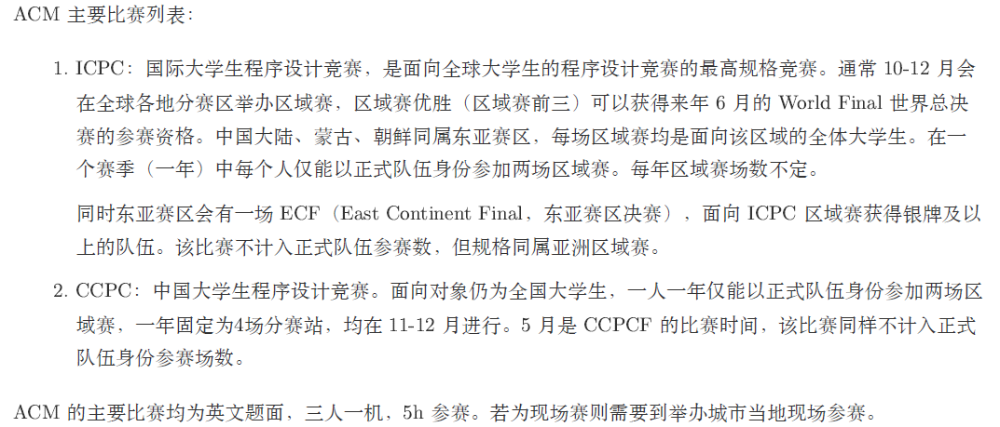 ACM 主要比赛列表：
1. ICPC：国际大学生程序设计竞赛，是面向全球大学生的程序设计竞赛的最高规格竞赛。通常 10-12 月会
在全球各地分赛区举办区域赛，区域赛优胜（区域赛前三）可以获得来年 6 月的 World Final 世界总决
赛的参赛资格。中国大陆、蒙古、朝鲜同属东亚赛区，每场区域赛均是面向该区域的全体大学生。在一
个赛季（一年）中每个人仅能以正式队伍身份参加两场区域赛。每年区域赛场数不定。
同时东亚赛区会有一场 ECF（East Continent Final，东亚赛区决赛），面向 ICPC 区域赛获得银牌及以
上的队伍。该比赛不计入正式队伍参赛数，但规格同属亚洲区域赛。
2. CCPC：中国大学生程序设计竞赛。面向对象仍为全国大学生，一人一年仅能以正式队伍身份参加两场区
域赛，一年固定为4场分赛站，均在 11-12 月进行。5 月是 CCPCF 的比赛时间，该比赛同样不计入正式
队伍身份参赛场数。
ACM 的主要比赛均为英文题面，三人一机，5h 参赛。若为现场赛则需要到举办城市当地现场参赛。